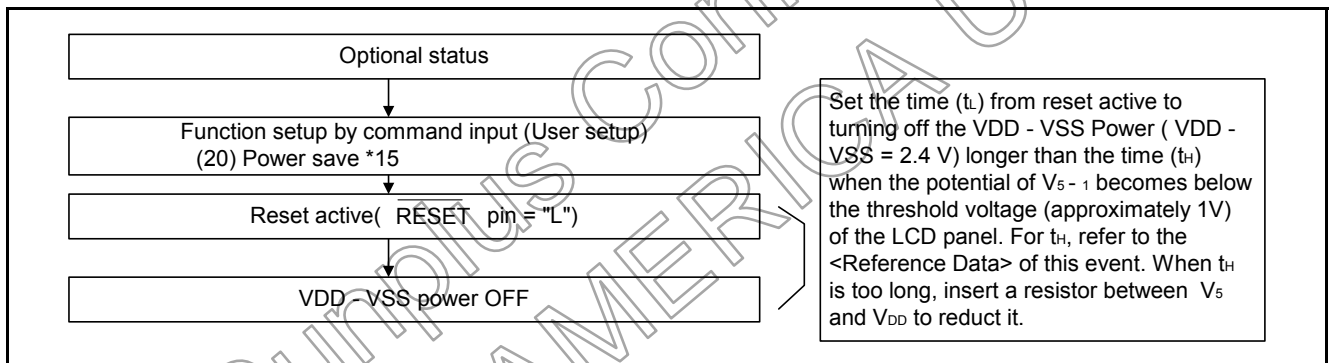 Optional status
Function setup by command input (User setup)
(20) Power save *15
Reset active( RESET pin = "L")
VDD - VSS power OFF
Set the time (tL) from reset active to
turning off the VDD - VSS Power ( VDD -
VSS = 2.4 V) longer than the time (tH)
when the potential of V5 - 1 becomes below
the threshold voltage (approximately 1V)
of the LCD panel. For tH, refer to the
<Reference Data> of this event. When tH
is too long, insert a resistor between V5
and VDD to reduct it.
Sunplus Con
AMERICA U